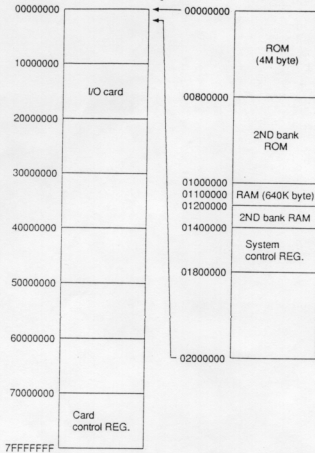 00000000
10000000
I/O card
20000000
30000000
40000000
50000000
60000000
70000000
Card
control REG.
7FFFFFFF
00000000
ROM
(4M byte)
00800000
2ND bank
ROM
01000000
01100000 RAM (640K byte)
01200000
2ND bank RAM
01400000
System
control REG.
01800000
02000000